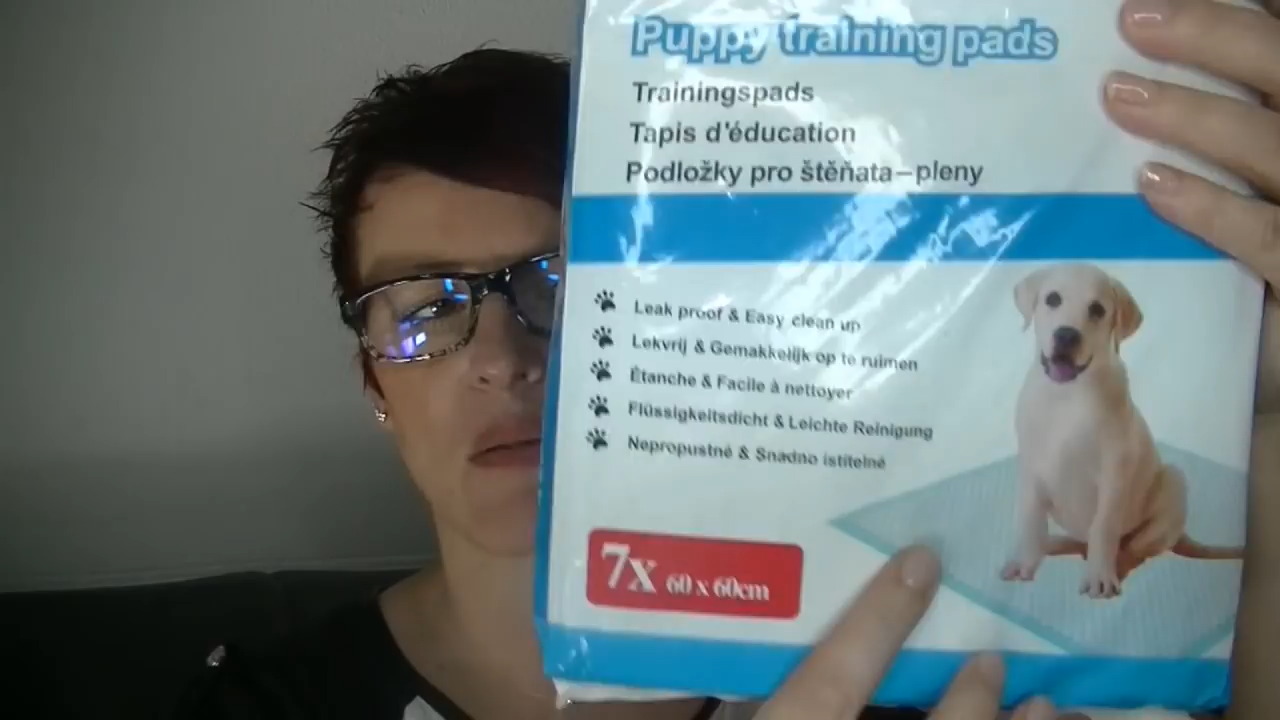 Puppy training pads
Trainingspads
Tapis d'éducation
Podložky pro štěňata–pleny
Leak proof & Easy clean up
Lekvrij & Gemakkelijk op te ruimen
Étanche & Facile à nettoyer
Flüssigkeitsdicht & Leichte Reinigung
Nepropustné & Snadno istitelné
7x 60 x 60cm